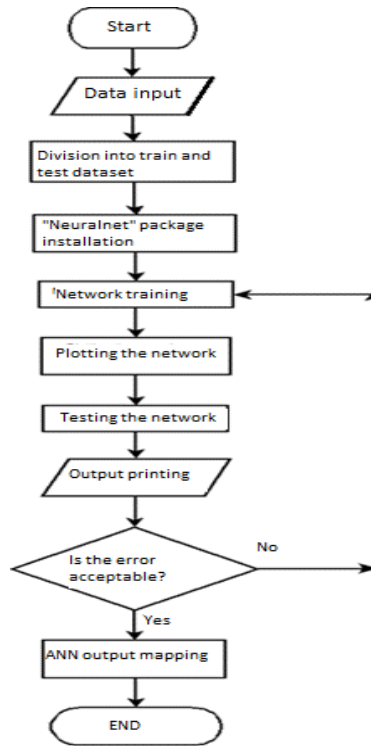 Start
Data input
Division into train and
test dataset
"Neuralnet" package
installation
'Network training
Plotting the network
Testing the network
Output printing
Is the error
acceptable?
No
Yes
ANN output mapping
END